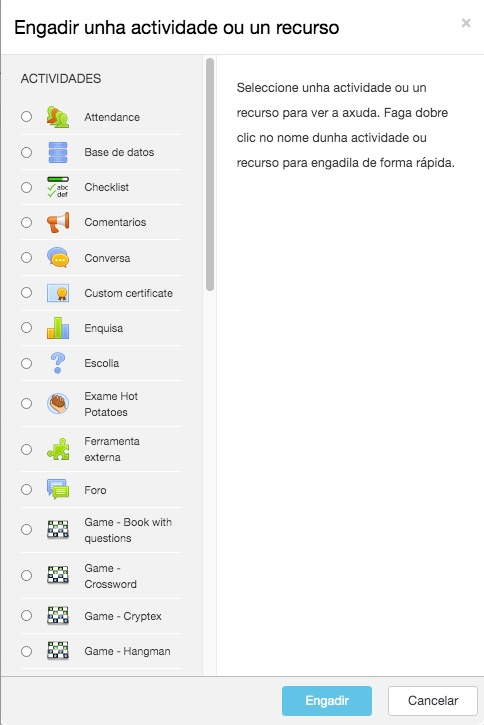 Engadir unha actividade ou un recurso
×
ACTIVIDADES
Attendance
Base de datos
abc
def
Checklist
Comentarios
Conversa
Custom certificate
Enquisa
Escolla
Exame Hot
Potatoes
Ferramenta
externa
Foro
Game - Book with
questions
Game -
Crossword
Game - Cryptex
Game - Hangman
Seleccione unha actividade ou un
recurso para ver a axuda. Faga dobre
clic no nome dunha actividade ou
recurso para engadila de forma rápida.
Engadir
Cancelar